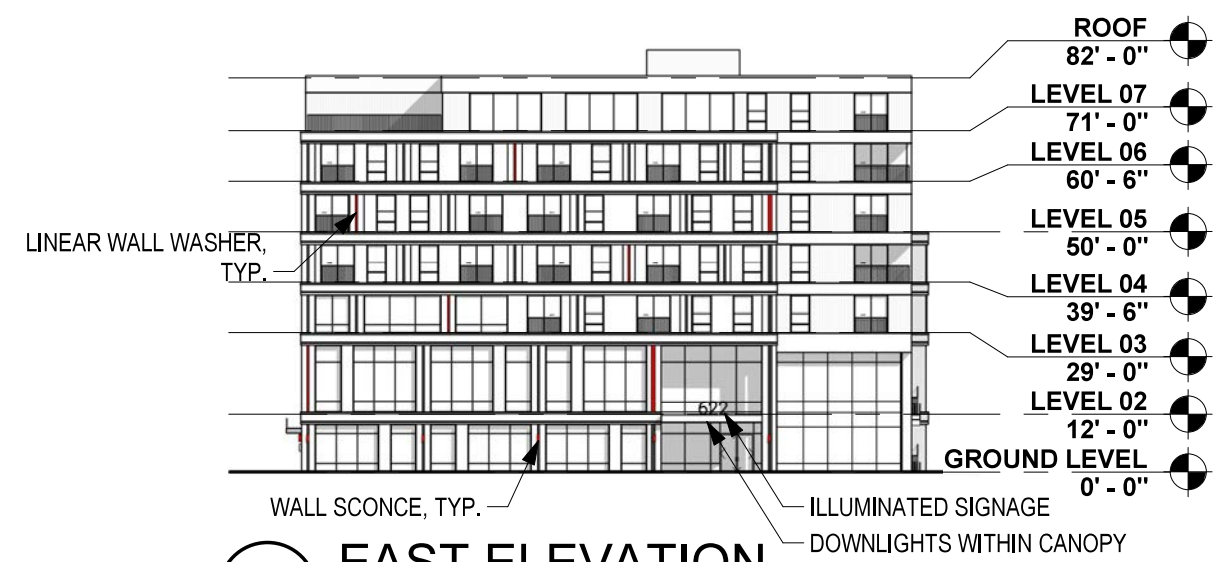 ROOF
82' - 0"
LEVEL 07
71' - 0"
LEVEL 06
60' - 6"
LEVEL 05
50' - 0"
LINEAR WALL WASHER,
TYP.
LEVEL 04
39' - 6"
LEVEL 03
29' - 0"
LEVEL 02
12' - 0"
622
GROUND LEVEL
0' - 0"
WALL SCONCE, TYP.
ILLUMINATED SIGNAGE
DOWNLIGHTS WITHIN CANOPY
EAST ELEVATION